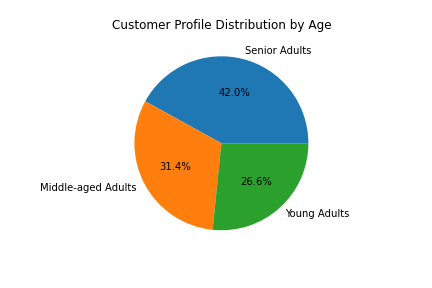 Customer Profile Distribution by Age
Senior Adults
42.0%
31.4%
Middle-aged Adults
26.6%
Young Adults